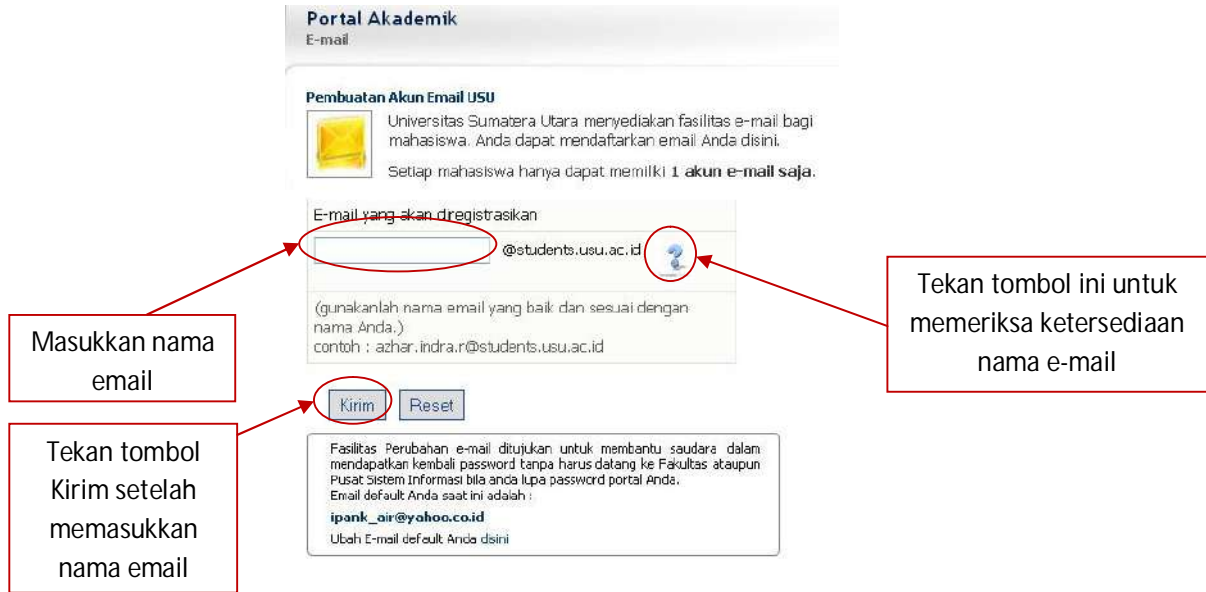 Portal Akademik
E-mail
Pembuatan Akun Email USU
Universitas Sumatera Utara menyediakan fasilitas e-mail bagi
mahasiswa. Anda dapat mendaftarkan email Anda disini.
Setiap mahasiswa hanya dapat memilki 1 akun e-mail saja.
E-mail yang akan diregistrasikan
@students.usu.ac.id
(gunakanlah nama email yang baik dan sesuai dengan
nama Anda.)
contoh : azhar.indra.r@students.usu.ac.id
Kirim Reset
Fasilitas Perubahan e-mail ditujukan untuk membantu saudara dalam
mendapatkan kembali password tanpa harus datang ke Fakultas ataupun
Pusat Sistem Informasi bila anda lupa password portal Anda.
Email default Anda saat ini adalah :
ipank_air@yahoo.co.id
Ubah E-mail default Anda disini
Masukkan nama
email
Tekan tombol
Kirim setelah
memasukkan
nama email
Tekan tombol ini untuk
memeriksa ketersediaan
nama e-mail